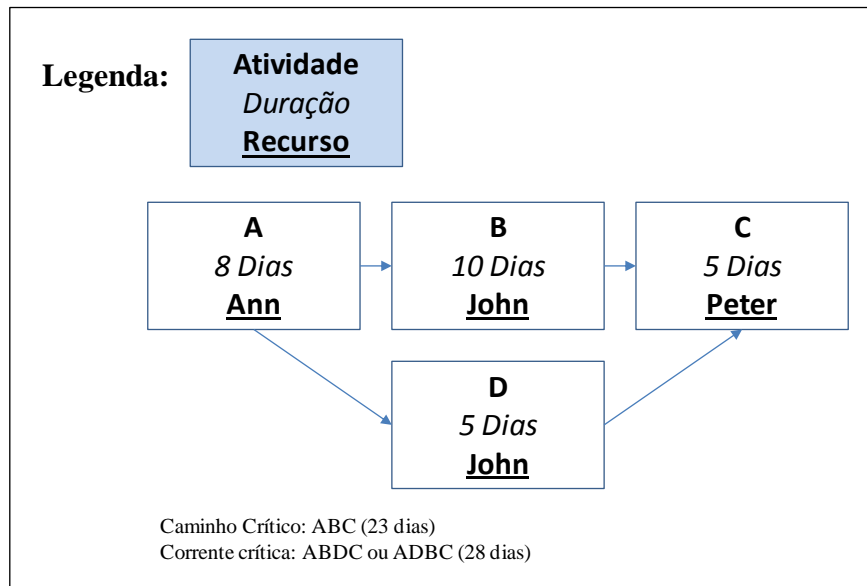 Legenda:
Atividade
Duração
Recurso
A
8 Dias
Ann
B
10 Dias
John
C
5 Dias
Peter
D
5 Dias
John
Caminho Crítico: ABC (23 dias)
Corrente crítica: ABDC ou ADBC (28 dias)